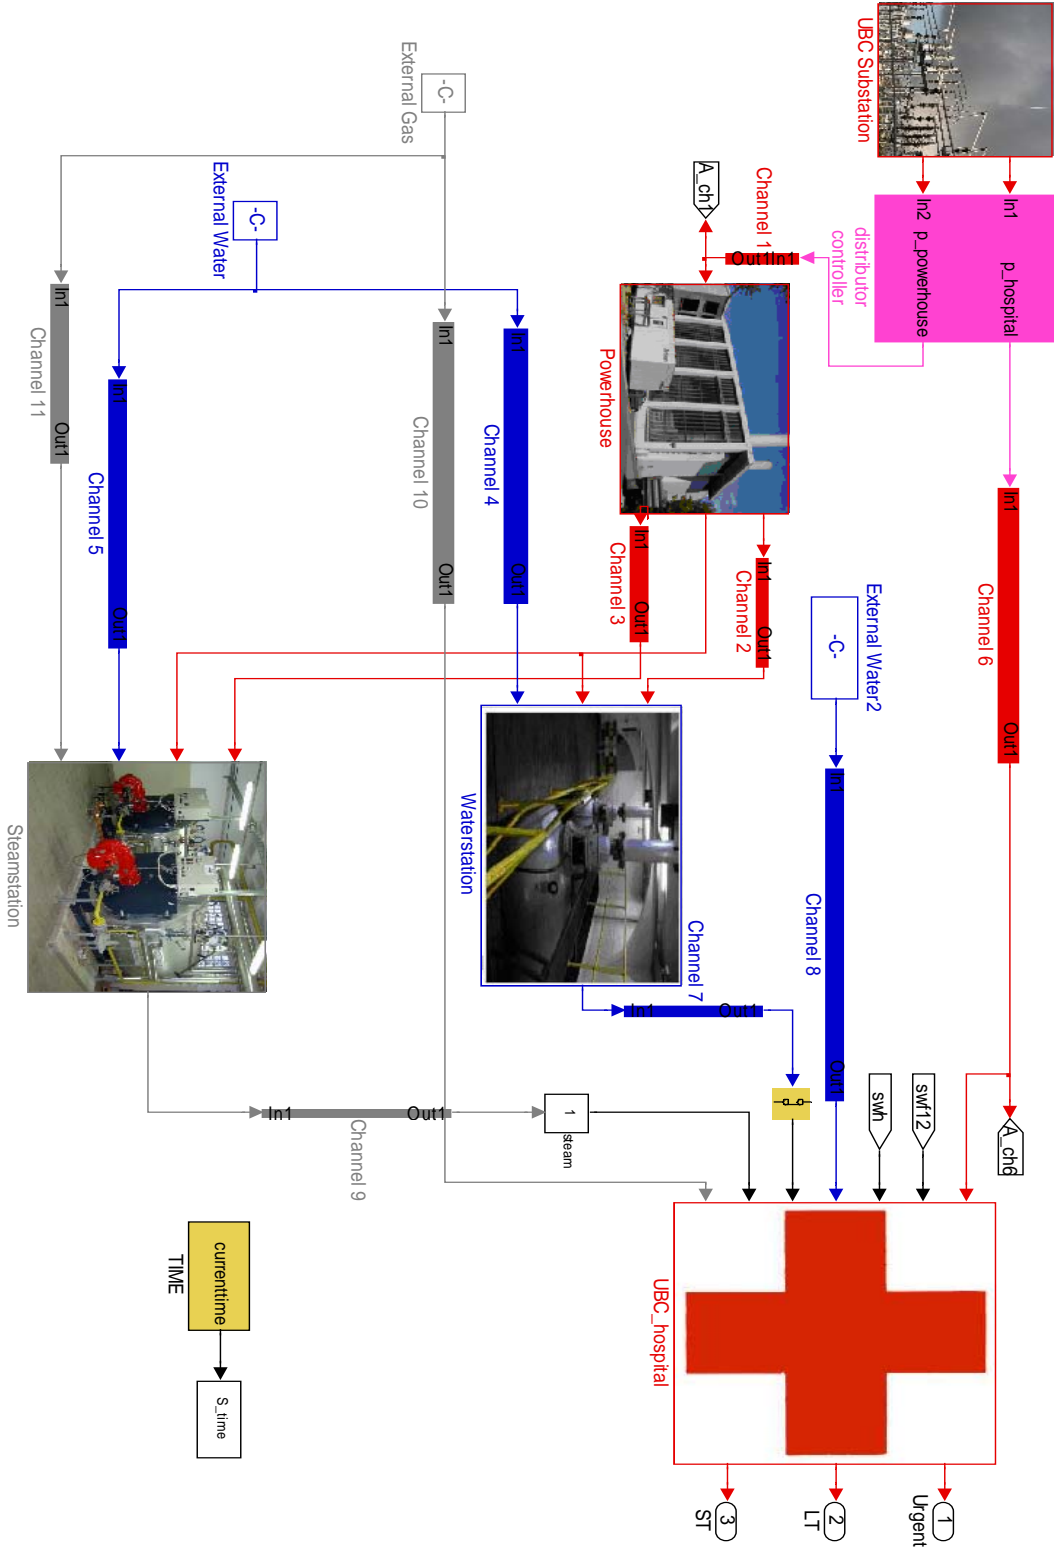 UBC Substation
In1
In2
p_hospital
p_powerhouse
distributor
controller
Channel 1
In1
Out1
A_ch1
Powerhouse
In1
Out1
Channel 6
A_ch6
In1
Out1
Channel 2
In1
Out1
Channel 3
External Water2
-C-
In1
Out1
Channel 8
swf12
swh
External Gas
-C-
External Water
-C-
In1
Out1
Channel 4
In1
Out1
Channel 10
In1
Out1
Channel 5
In1
Out1
Channel 11
Waterstation
Channel 7
In1
Out1
Steamstation
In1
Out1
Channel 9
1
steam
UBC_hospital
1
Urgent
2
LT
3
ST
currenttime
TIME
S_time